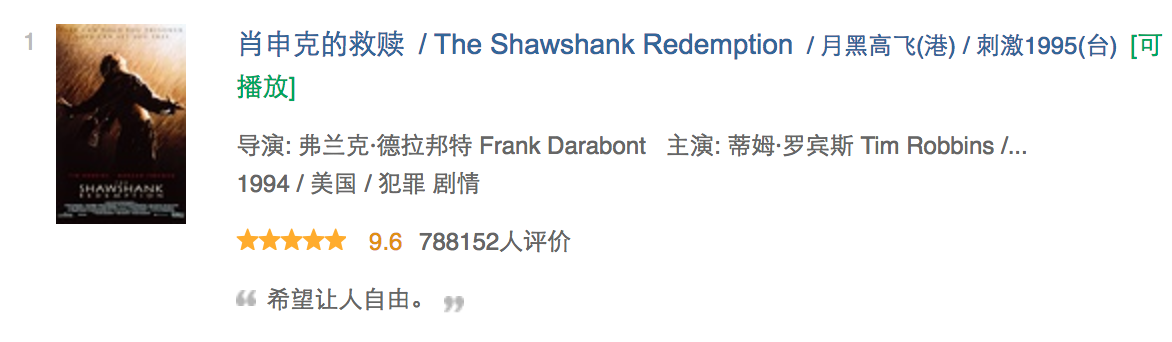 1
肖申克的救赎 / The Shawshank Redemption / 月黑高飞(港) / 刺激1995(台) [可
播放]
导演: 弗兰克·德拉邦特 Frank Darabont 主演: 蒂姆·罗宾斯 Tim Robbins /...
1994 / 美国 / 犯罪 剧情
9.6 788152人评价
“ 希望让人自由。 ”
SHAWSHANK
REDEMPTION